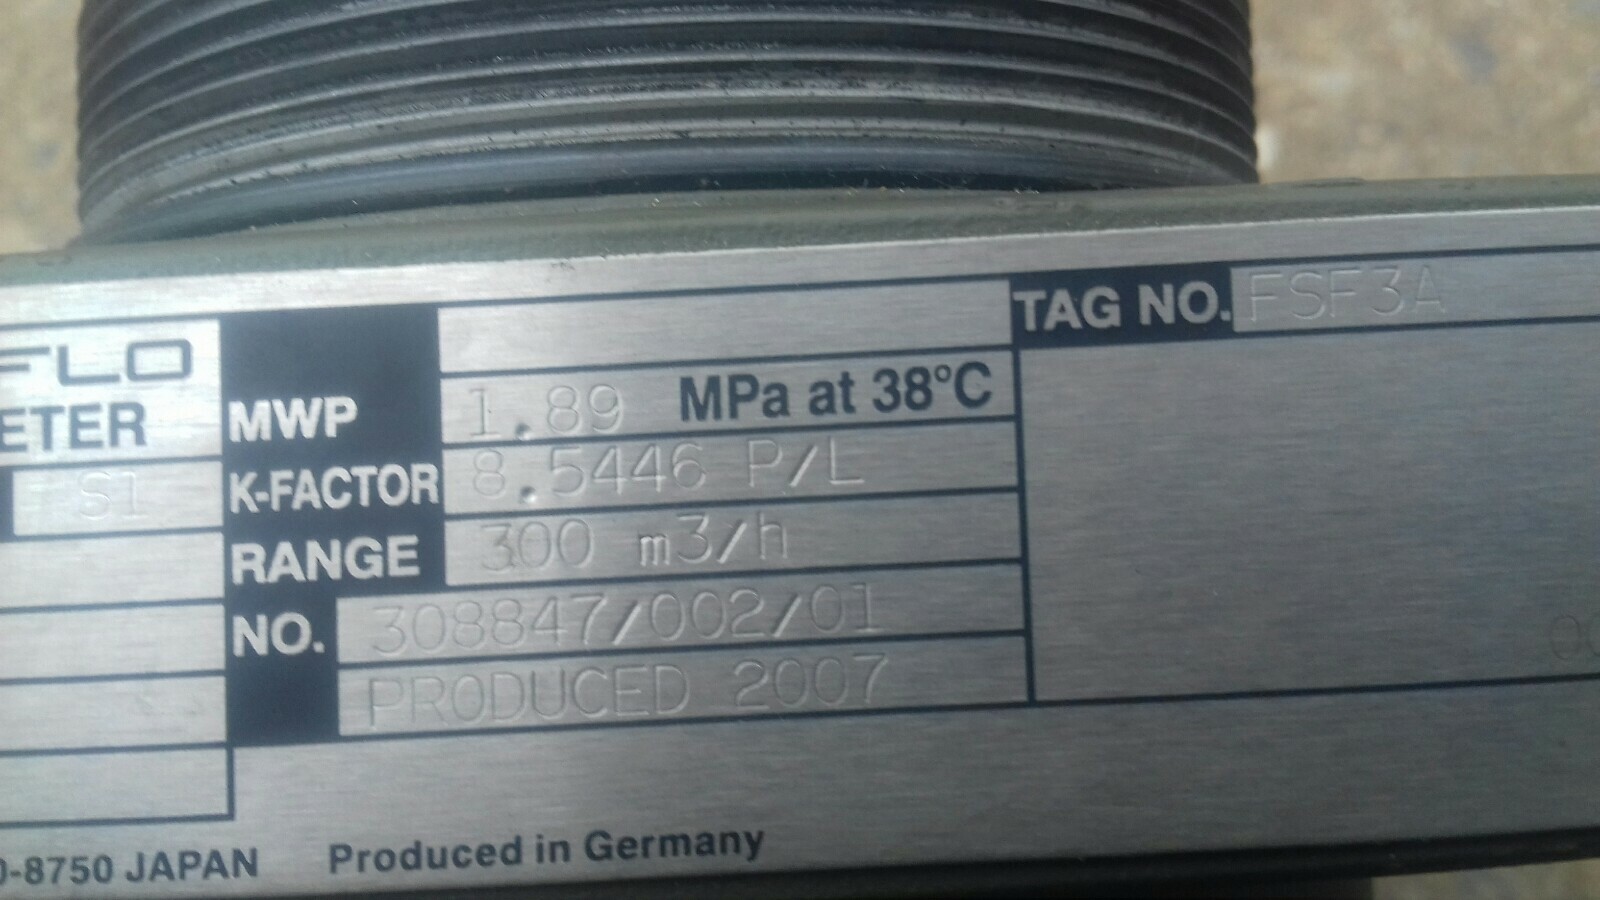 TAG NO. FSF3A
FLO
MWP 1.89 MPa at 38°C
ETER
S1
K-FACTOR 8.5446 P/L
RANGE 300 m3/h
NO. 308847/002/01
PRODUCED 2007
0-8750 JAPAN Produced in Germany